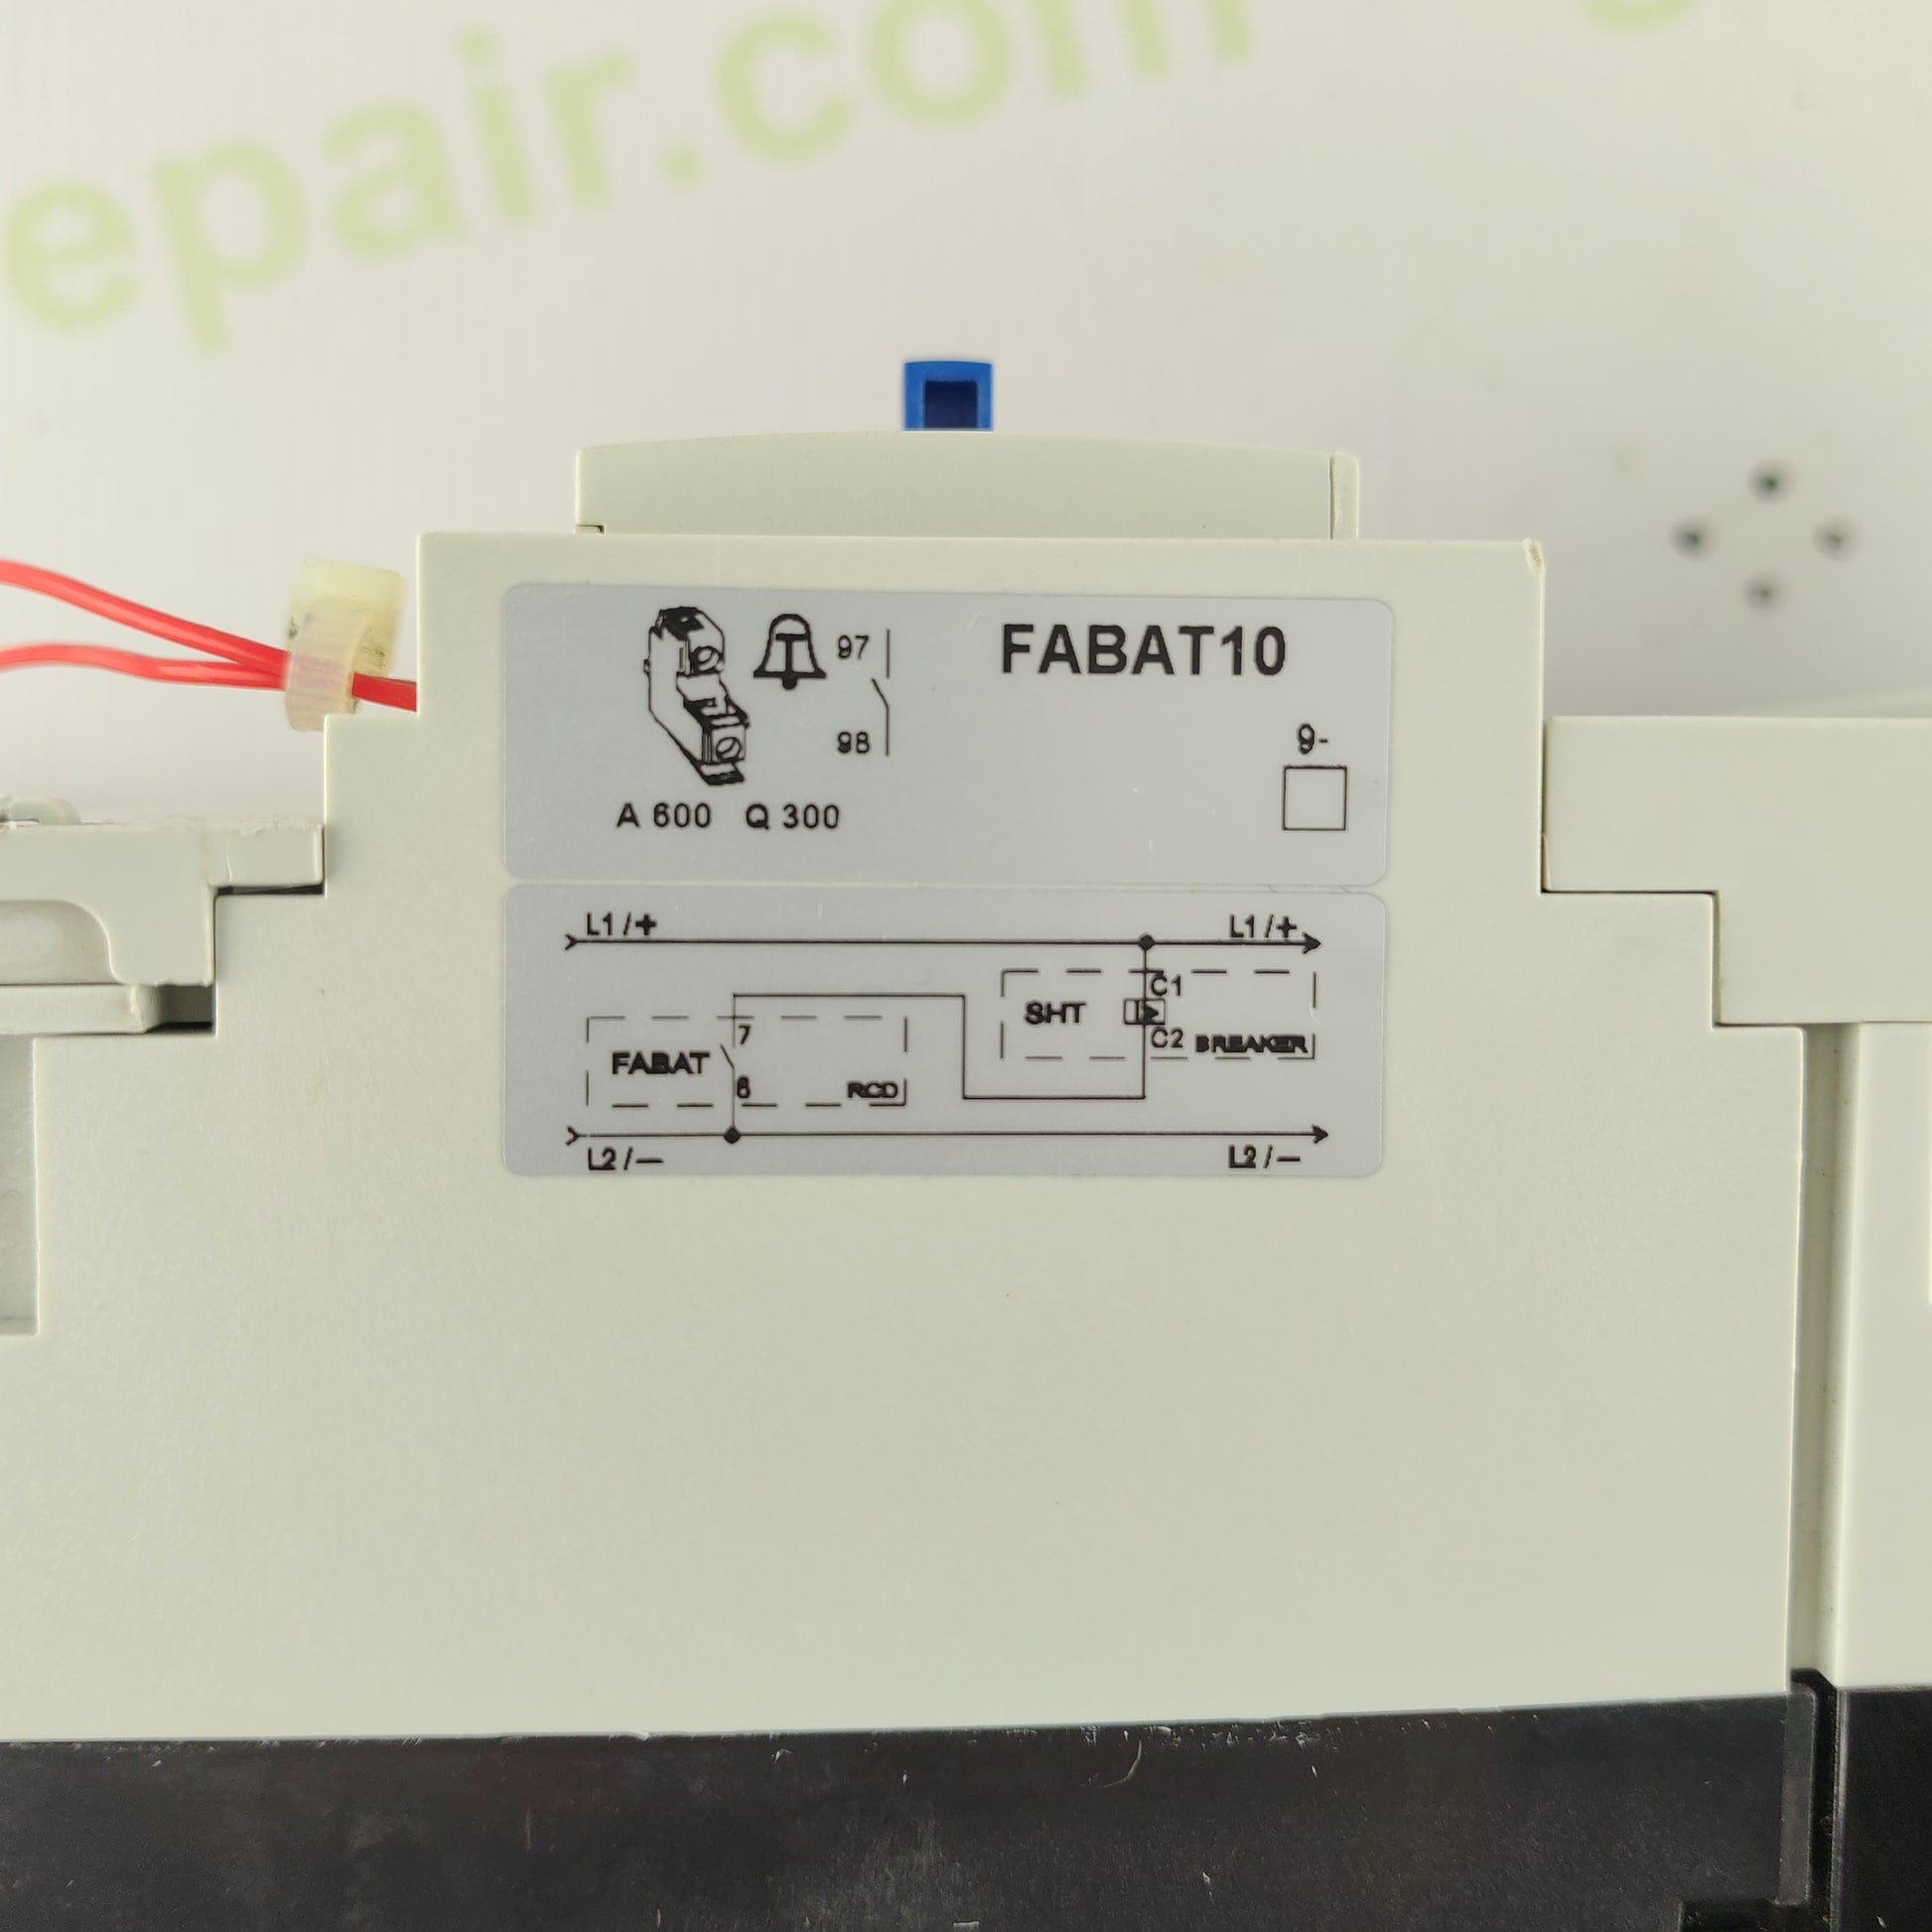 epair.com
97
FABAT10
98
9-
A 600 Q 300
L1/+
L1/+
C1
SHT
C2 BREAKER
7
FABAT
8
RCD
L2/—
L2/—